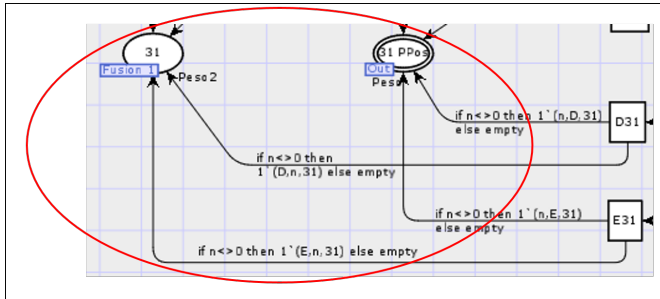 31
31 PPos
Fusion 1
Peso2
Out
Peso
if n<>0 then 1`(n,D,31)
else empty
D31
if n<>0 then
1`(D,n,31) else empty
if n<>0 then 1`(n,E,31)
else empty
E31
if n<>0 then 1`(E,n,31) else empty